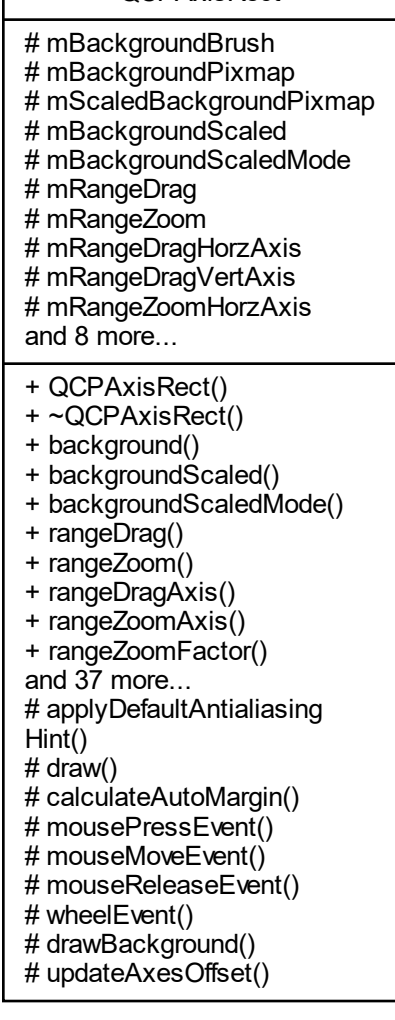 QCPAxisRect
# mBackgroundBrush
# mBackgroundPixmap
# mScaledBackgroundPixmap
# mBackgroundScaled
# mBackgroundScaledMode
# mRangeDrag
# mRangeZoom
# mRangeDragHorzAxis
# mRangeDragVertAxis
# mRangeZoomHorzAxis
and 8 more...
+ QCPAxisRect()
+ ~QCPAxisRect()
+ background()
+ backgroundScaled()
+ backgroundScaledMode()
+ rangeDrag()
+ rangeZoom()
+ rangeDragAxis()
+ rangeZoomAxis()
+ rangeZoomFactor()
and 37 more...
# applyDefaultAntialiasing
Hint()
# draw()
# calculateAutoMargin()
# mousePressEvent()
# mouseMoveEvent()
# mouseReleaseEvent()
# wheelEvent()
# drawBackground()
# updateAxesOffset()